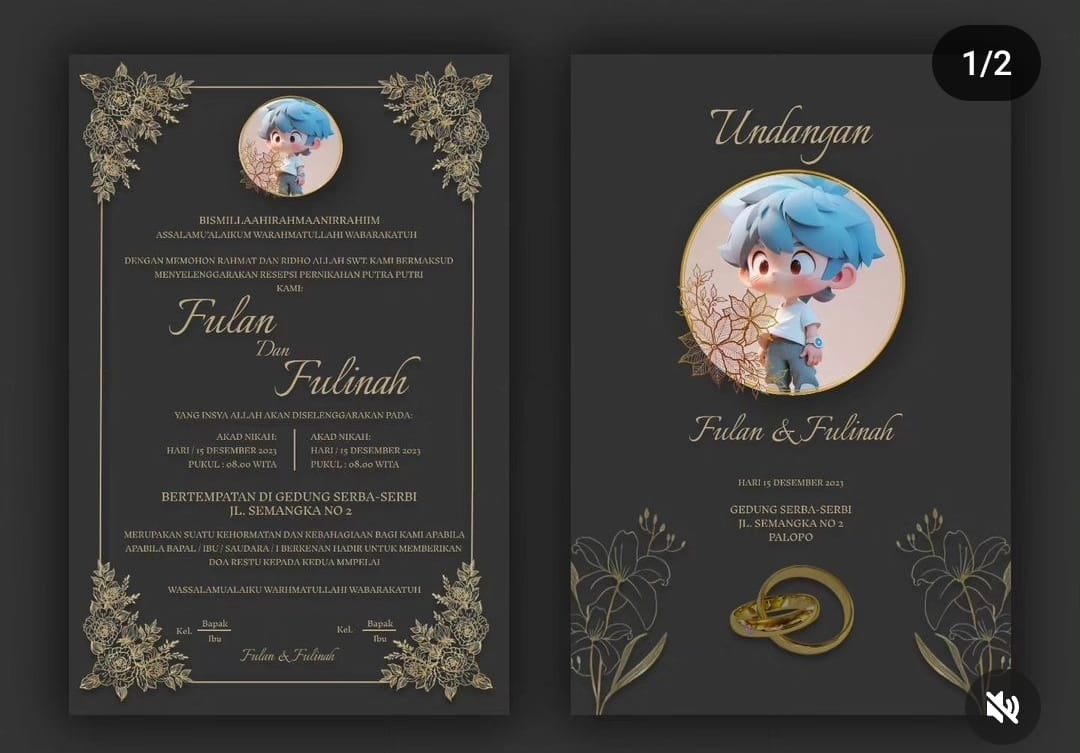 BISMILLAAHIRAHMAANIRRAHIIM
ASSALAMU'ALAIKUM WARAHMATULLAHI WABARAKATUH
DENGAN MEMOHON RAHMAT DAN RIDHO ALLAH SWT. KAMI BERMAKSUD
MENYELENGGARAKAN RESEPSI PERNIKAHAN PUTRA PUTRI
KAMI:
Fulan
Dan
Fulinah
YANG INSYA ALLAH AKAN DISELENGGARAKAN PADA:
AKAD NIKAH:
HARI / 15 DESEMBER 2023
PUKUL : 08.00 WITA
AKAD NIKAH:
HARI / 15 DESEMBER 2023
PUKUL : 08.00 WITA
BERTEMPATAN DI GEDUNG SERBA-SERBI
JL. SEMANGKA NO 2
MERUPAKAN SUATU KEHORMATAN DAN KEBAHAGIAAN BAGI KAMI APABILA
APABILA BAPAL / IBU / SAUDARA / I BERKENAN HADIR UNTUK MEMBERIKAN
DOA RESTU KEPADA KEDUA MMPELAI
WASSALAMUALAIKU WARHMATULLAHI WABARAKATUH
Kel. Bapak
Ibu
Kel. Bapak
Ibu
Fulan & Fulinah
1/2
Undangan
Fulan & Fulinah
HARI 15 DESEMBER 2023
GEDUNG SERBA-SERBI
JL. SEMANGKA NO 2
PALOPO